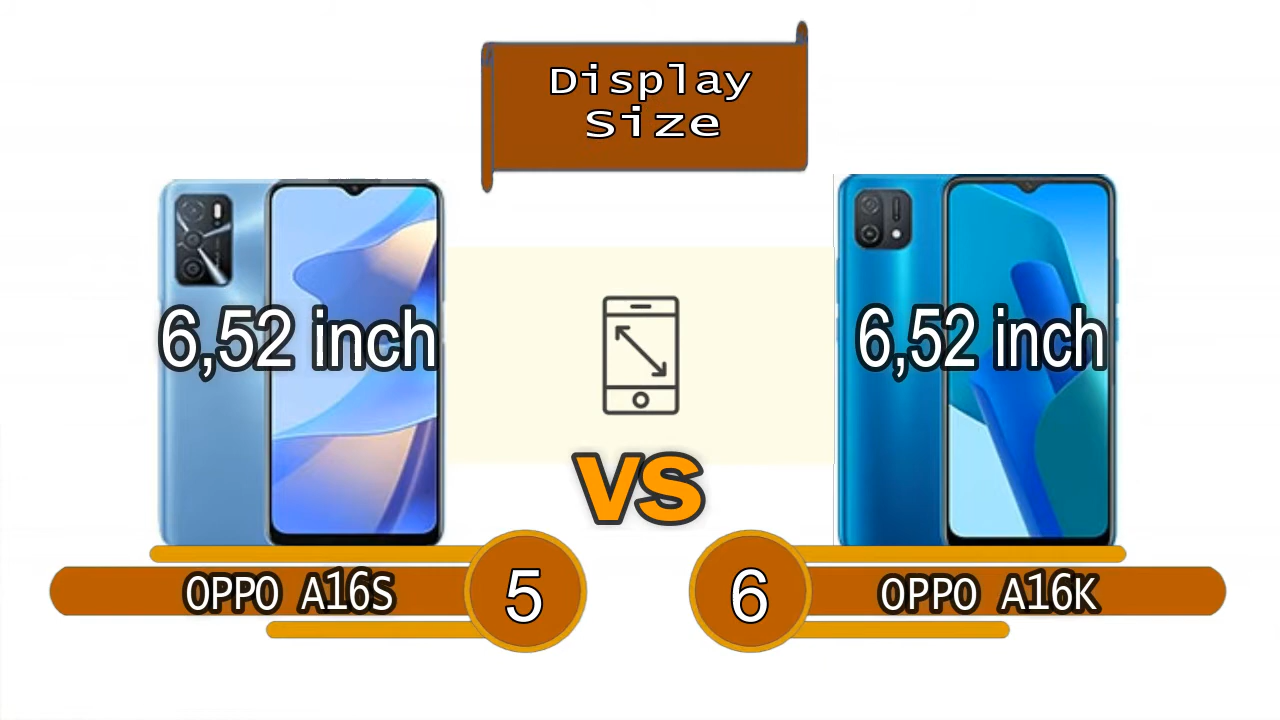 Display
Size
6,52 inch
6,52 inch
VS
OPPO A16S
5
6
OPPO A16K